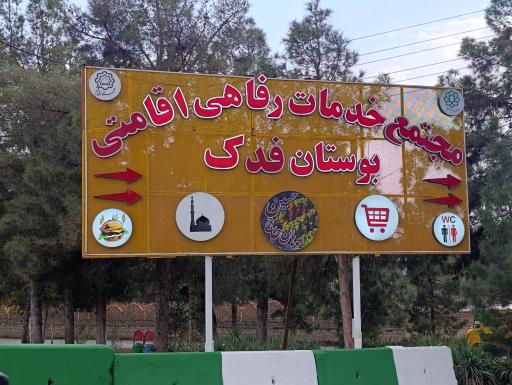 مجتمع خدمات رفاهی اقامتی
بوستان فدک
WC